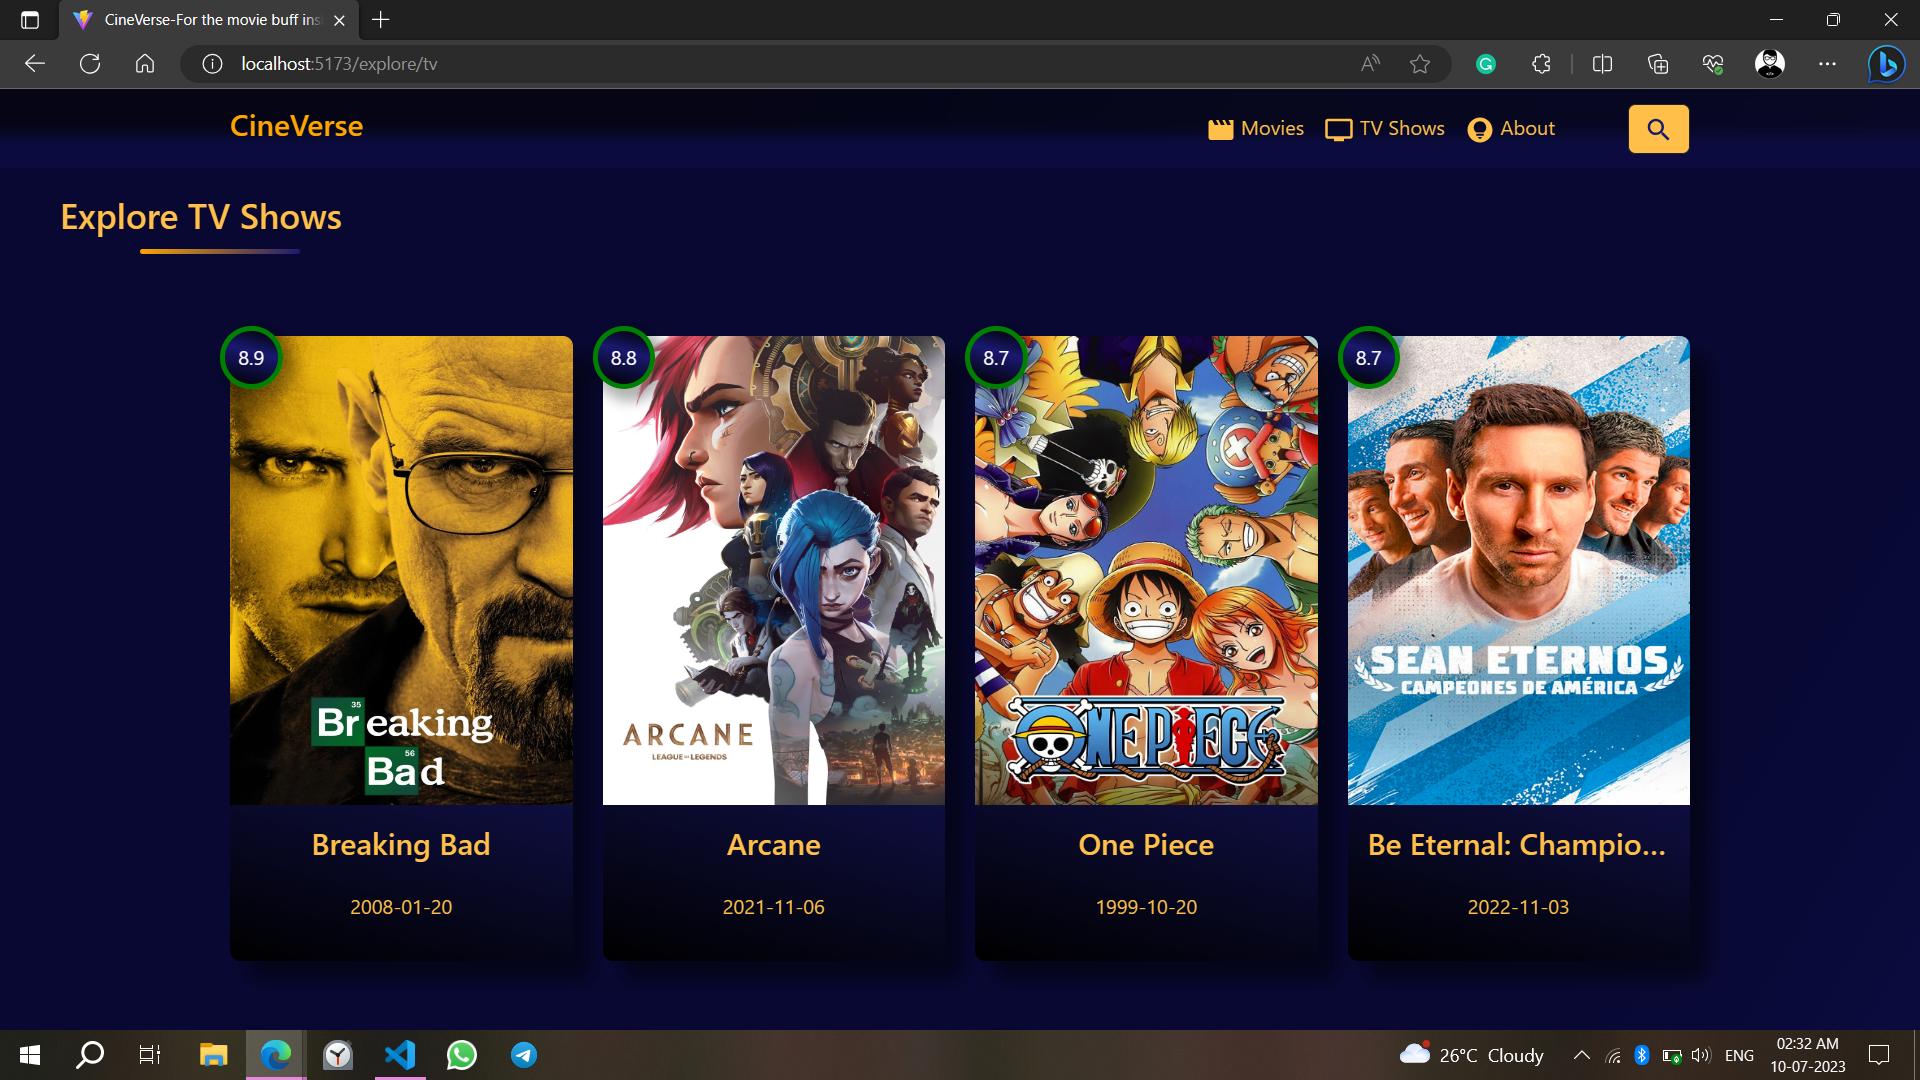 CineVerse-For the movie buff insi
localhost:5173/explore/tv
CineVerse
Movies
TV Shows
About
Explore TV Shows
8.9
8.8
8.7
8.7
35
Breaking
56
Bad
ARCANE
LEAGUE OF LEGENDS
ONE PIECE
SEAN ETERNOS
CAMPEONES DE AMÉRICA
Breaking Bad
Arcane
One Piece
Be Eternal: Champio...
2008-01-20
2021-11-06
1999-10-20
2022-11-03
26°C Cloudy
ENG
02:32 AM
10-07-2023